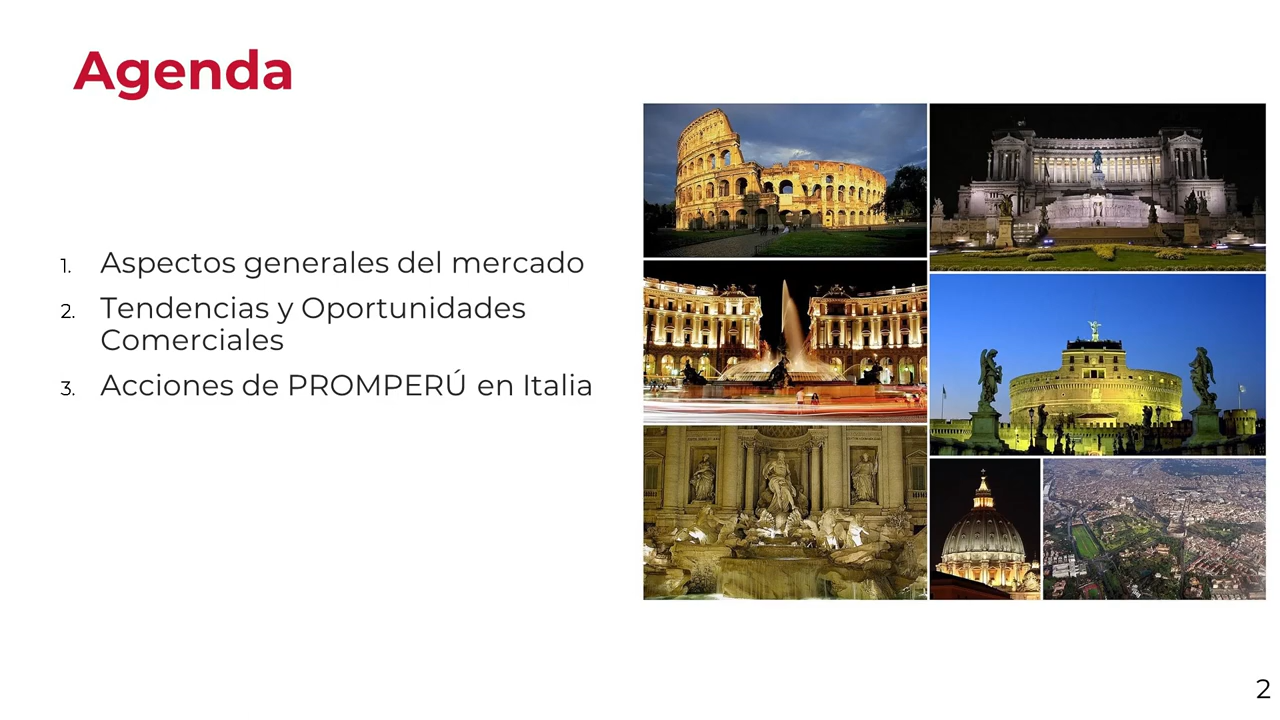 Agenda
1. Aspectos generales del mercado
2. Tendencias y Oportunidades
Comerciales
3. Acciones de PROMPERÚ en Italia
2